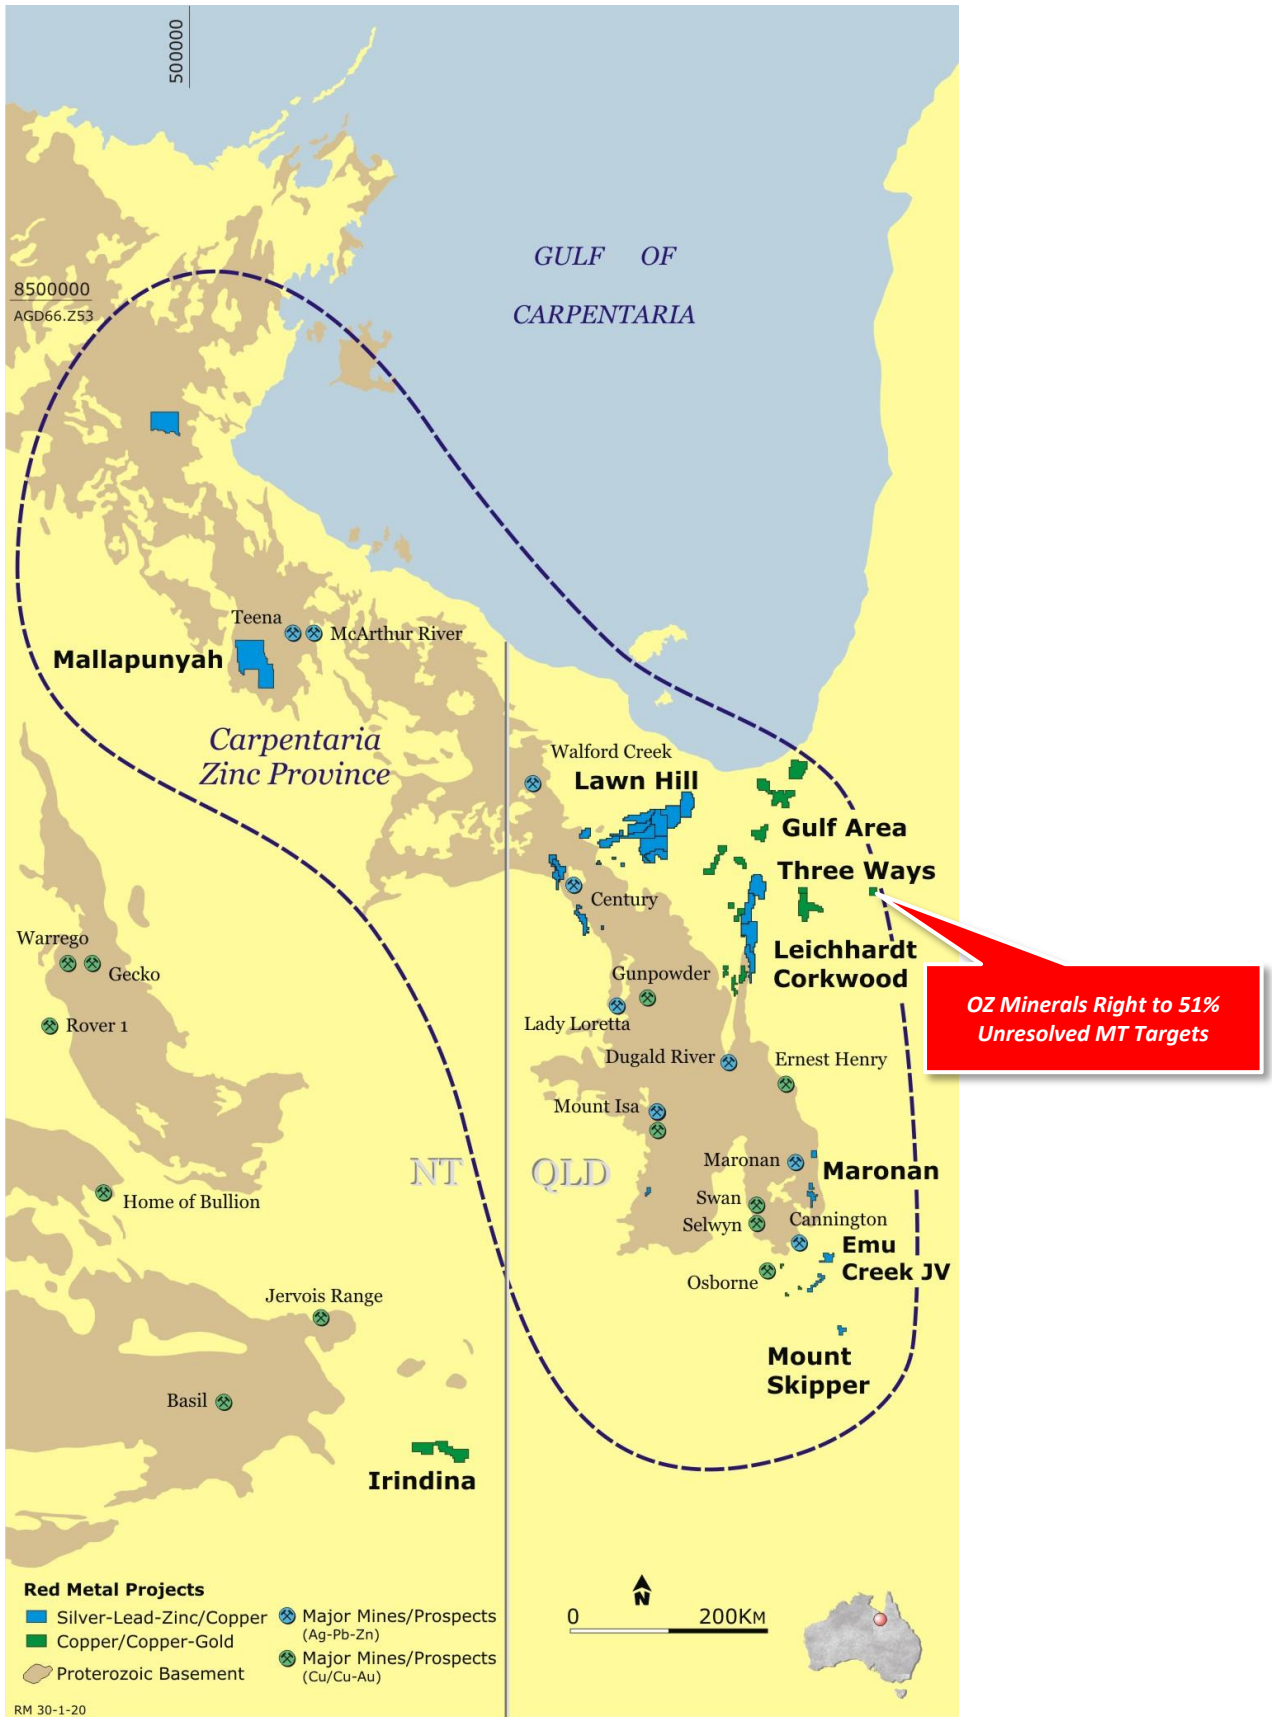 500000
GULF OF
CARPENTARIA
8500000
AGD66.Z53
Teena
McArthur River
Mallapunyah
Carpentaria
Zinc Province
Walford Creek
Lawn Hill
Gulf Area
Three Ways
Century
Leichhardt
Corkwood
OZ Minerals Right to 51%
Unresolved MT Targets
Warrego
Gecko
Rover 1
Gunpowder
Lady Loretta
Dugald River
Ernest Henry
Mount Isa
NT
QLD
Maronan
Maronan
Swan
Selwyn
Cannington
Emu
Creek JV
Osborne
Home of Bullion
Jervois Range
Mount
Skipper
Basil
Irindina
Red Metal Projects
Silver-Lead-Zinc/Copper
Copper/Copper-Gold
Proterozoic Basement
Major Mines/Prospects
(Ag-Pb-Zn)
Major Mines/Prospects
(Cu/Cu-Au)
N
0 200KM
RM 30-1-20